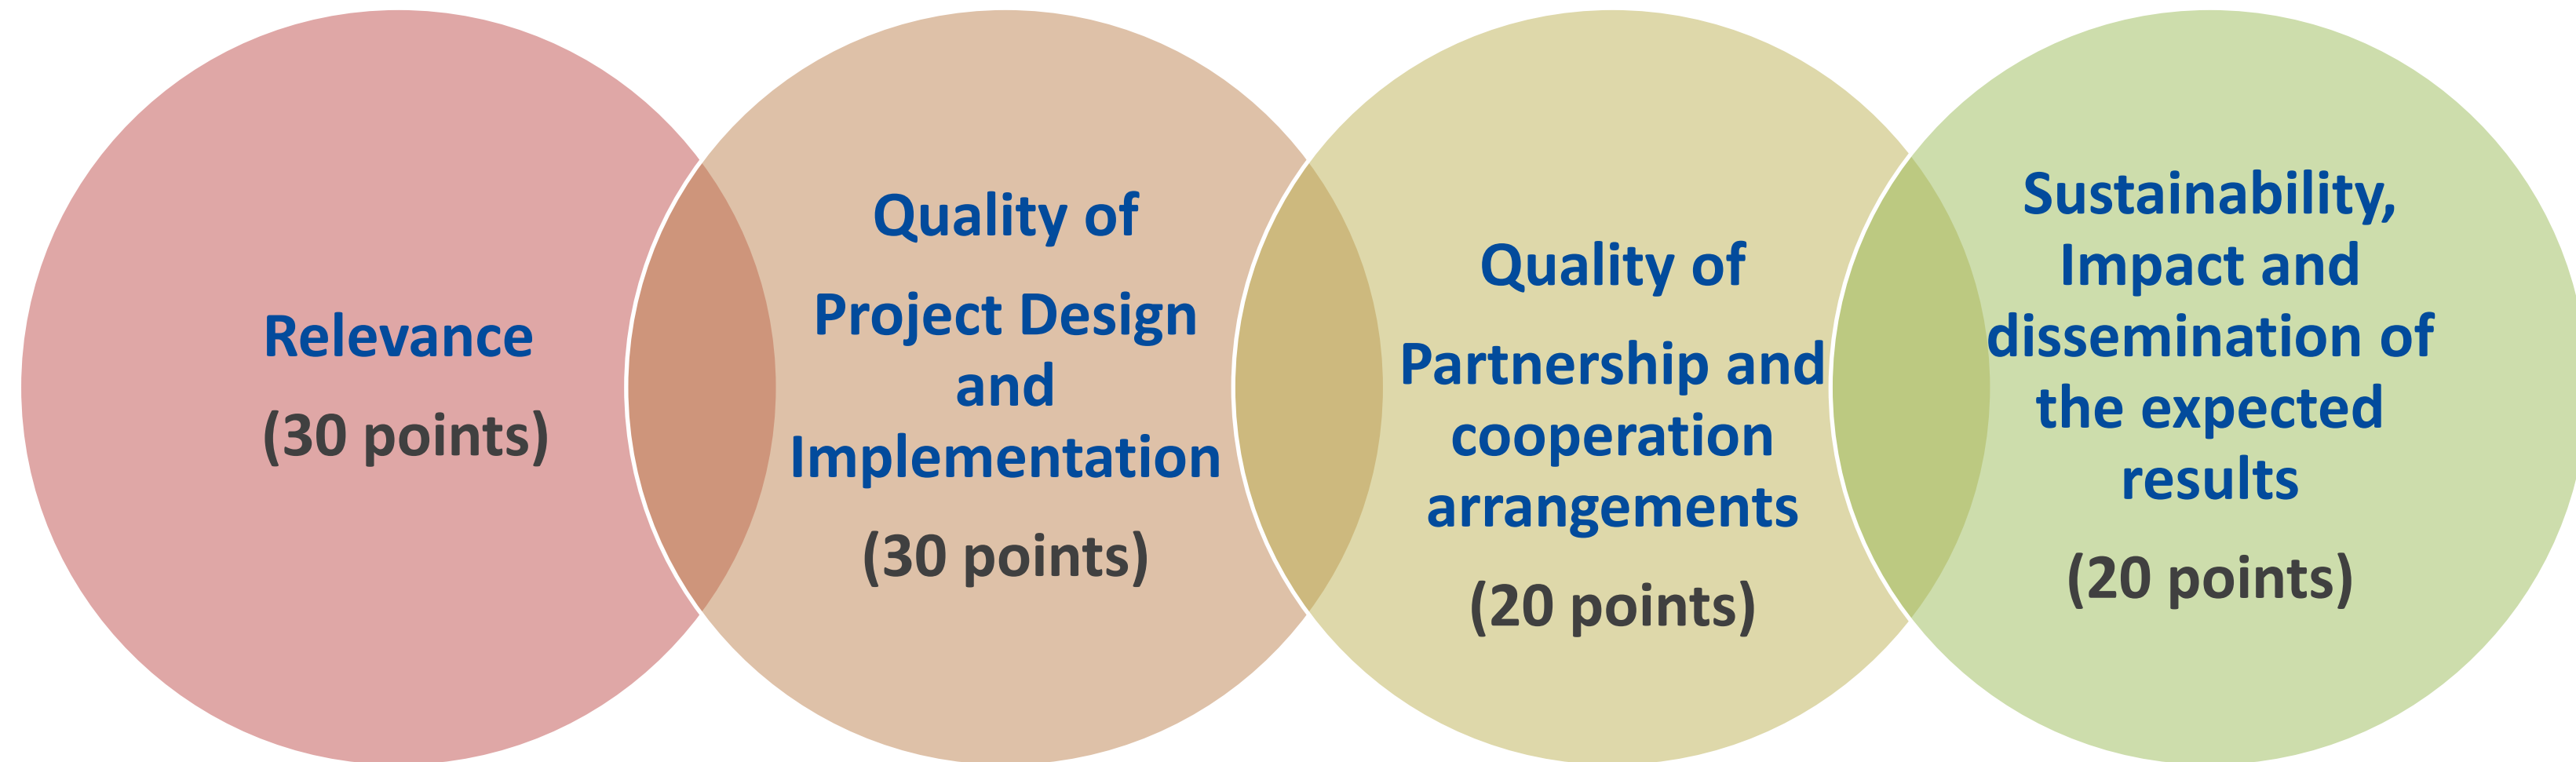 Relevance
(30 points)
Quality of
Project Design
and
Implementation
(30 points)
Quality of
Partnership and
cooperation
arrangements
(20 points)
Sustainability,
Impact and
dissemination of
the expected
results
(20 points)